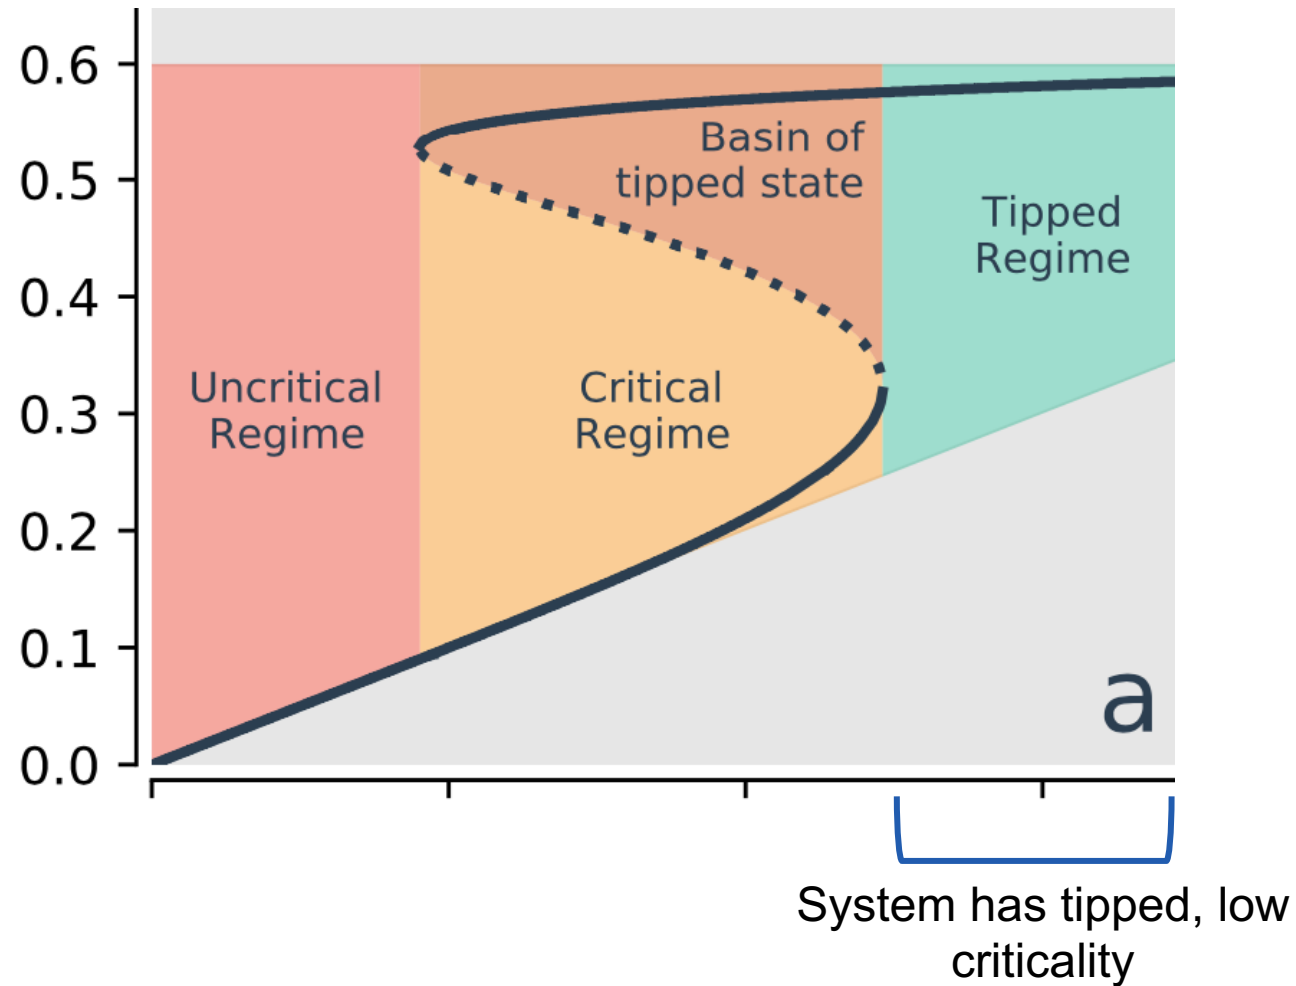 0.6
0.5
0.4
0.3
0.2
0.1
0.0
Basin of
tipped state
Tipped
Regime
Uncritical
Regime
Critical
Regime
a
System has tipped, low
criticality